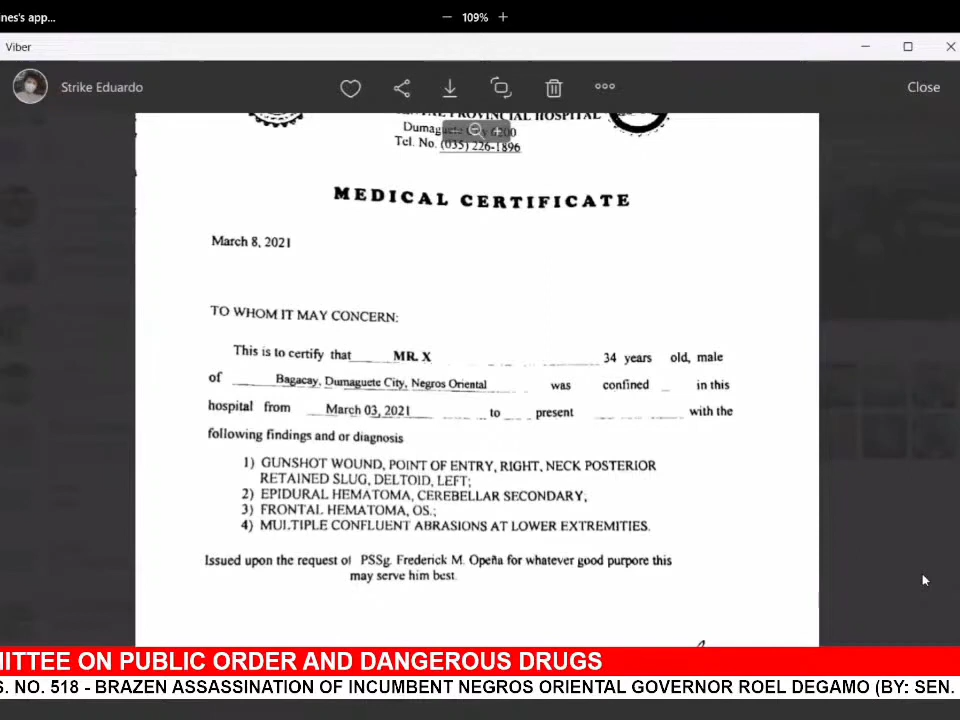 ines's app...
109%
Viber
Strike Eduardo
Close
PROVINCIAL HOSPITAL
Tel. No. (035) 226-1896
MEDICAL CERTIFICATE
March 8, 2021
TO WHOM IT MAY CONCERN:
This is to certify that MR. X 34 years old, male
of Bagacay, Dumaguete City, Negros Oriental was confined in this
hospital from March 03, 2021 to present with the
following findings and or diagnosis
1) GUNSHOT WOUND, POINT OF ENTRY, RIGHT, NECK POSTERIOR
RETAINED SLUG, DELTOID, LEFT;
2) EPIDURAL HEMATOMA, CEREBELLAR SECONDARY,
3) FRONTAL HEMATOMA, OS.;
4) MULTIPLE CONFLUENT ABRASIONS AT LOWER EXTREMITIES.
Issued upon the request of PSSg. Frederick M. Opeña for whatever good purpore this
may serve him best.
MITTEE ON PUBLIC ORDER AND DANGEROUS DRUGS
S. NO. 518 - BRAZEN ASSASSINATION OF INCUMBENT NEGROS ORIENTAL GOVERNOR ROEL DEGAMO (BY: SEN.